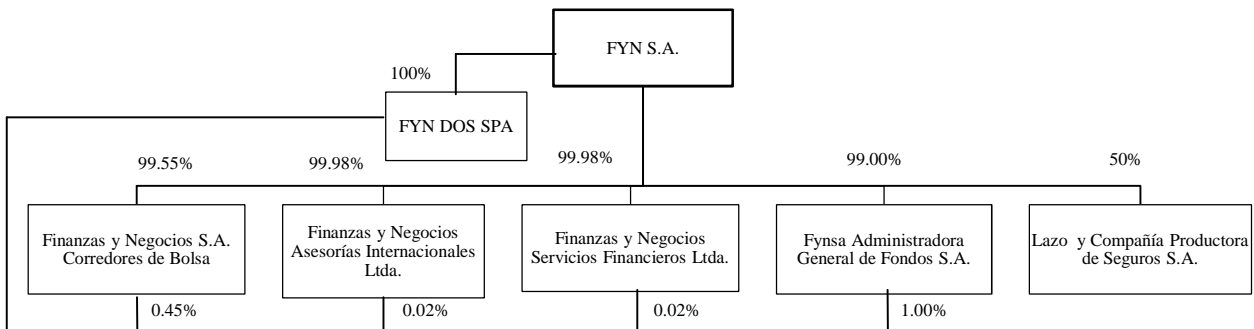 FYN S.A.
100%
FYN DOS SPA
99.55%
99.98%
99.98%
99.00%
50%
Finanzas y Negocios S.A.
Corredores de Bolsa
Finanzas y Negocios
Asesorías Internacionales
Ltda.
Finanzas y Negocios
Servicios Financieros Ltda.
Fynsa Administradora
General de Fondos S.A.
Lazo y Compañía Productora
de Seguros S.A.
0.45%
0.02%
0.02%
1.00%